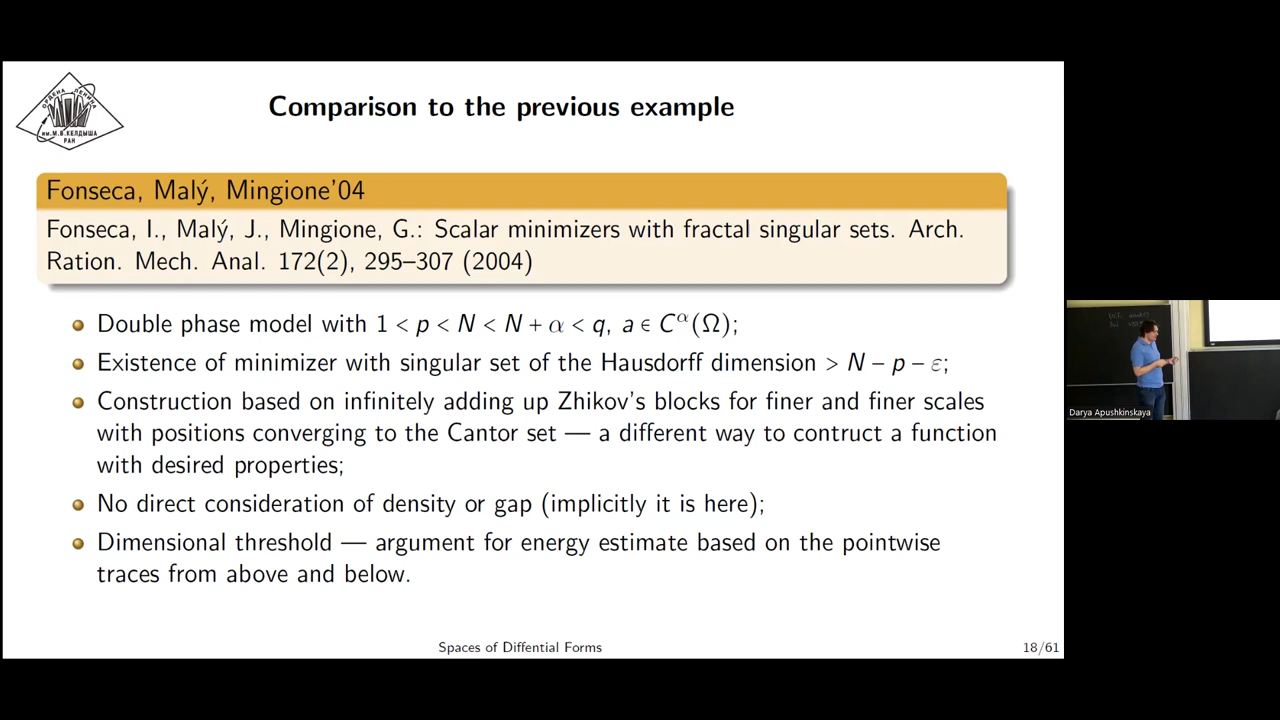 ОРДЕНА ЛЕНИНА
ИМ. М.В. КЕЛДЫША
РАН
Comparison to the previous example
Fonseca, Malý, Mingione'04
Fonseca, I., Malý, J., Mingione, G.: Scalar minimizers with fractal singular sets. Arch.
Ration. Mech. Anal. 172(2), 295–307 (2004)
Double phase model with 1 < p < N < N + α < q, a ∈ C^α(Ω);
Existence of minimizer with singular set of the Hausdorff dimension > N − p − ε;
Construction based on infinitely adding up Zhikov's blocks for finer and finer scales
with positions converging to the Cantor set — a different way to contruct a function
with desired properties;
No direct consideration of density or gap (implicitly it is here);
Dimensional threshold — argument for energy estimate based on the pointwise
traces from above and below.
Spaces of Diffential Forms
18/61
Darya Apushkinskaya